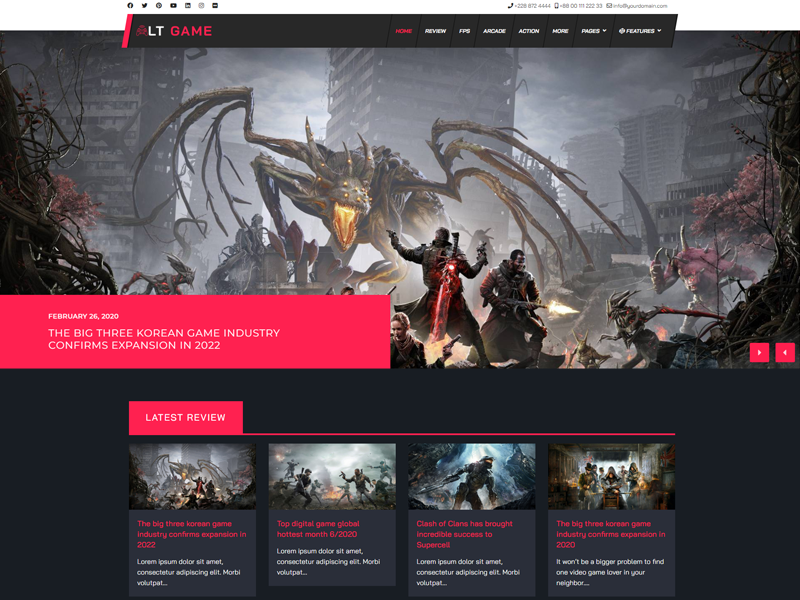 +228 872 4444 +88 00 111 222 33 info@yourdomain.com
LT GAME
HOME REVIEW FPS ARCADE ACTION MORE PAGES FEATURES
FEBRUARY 26, 2020
THE BIG THREE KOREAN GAME INDUSTRY
CONFIRMS EXPANSION IN 2022
LATEST REVIEW
The big three korean game
industry confirms expansion in
2022
Lorem ipsum dolor sit amet,
consectetur adipiscing elit. Morbi
volutpat...
Top digital game global
hottest month 6/2020
Lorem ipsum dolor sit amet,
consectetur adipiscing elit. Morbi
volutpat...
Clash of Clans has brought
incredible success to
Supercell
Lorem ipsum dolor sit amet,
consectetur adipiscing elit. Morbi
volutpat...
The big three korean game
industry confirms expansion in
2020
It won't be a bigger problem to find
one video game lover in your
neighbor....